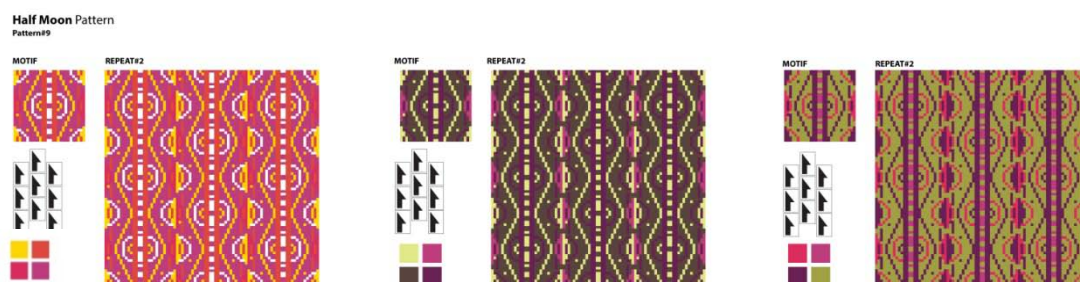 Half Moon Pattern
Pattern#9
MOTIF
REPEAT#2
MOTIF
REPEAT#2
MOTIF
REPEAT#2